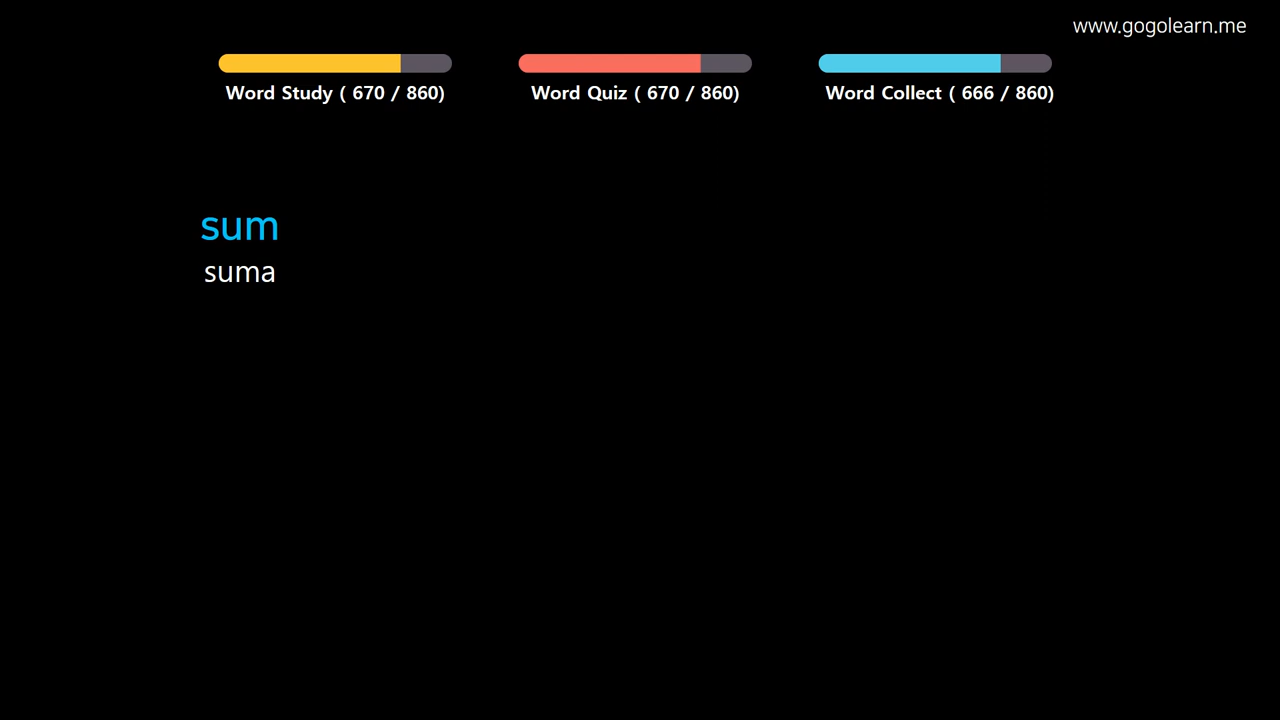 www.gogolearn.me
Word Study ( 670 / 860)
Word Quiz ( 670 / 860)
Word Collect ( 666 / 860)
sum
suma